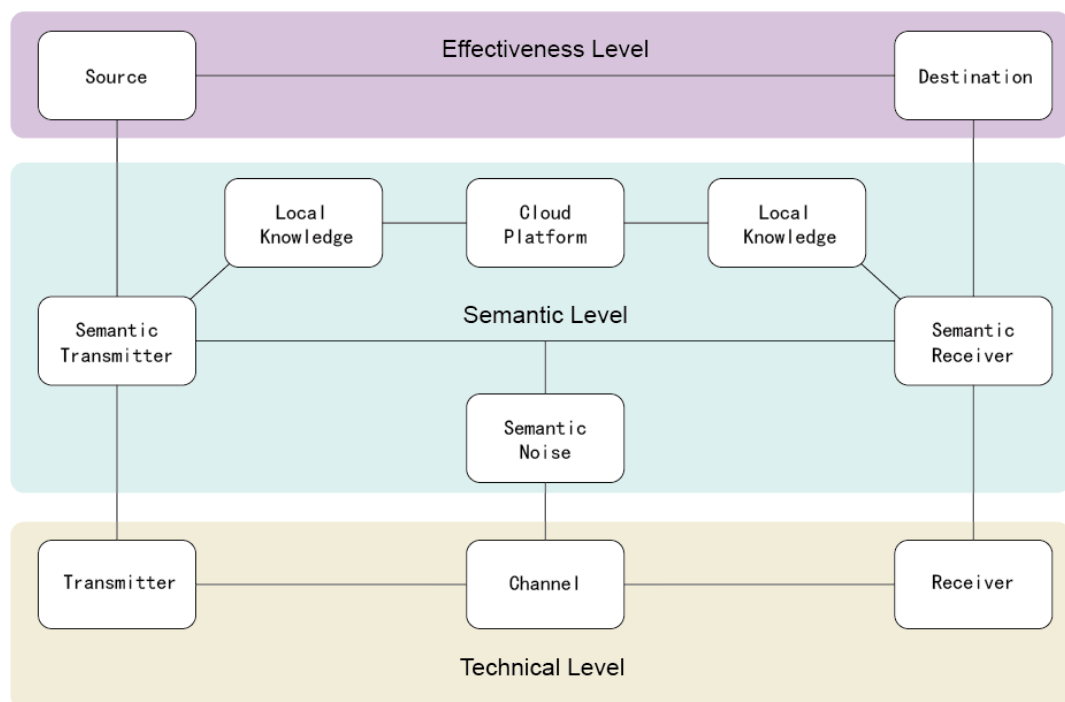 Effectiveness Level
Source
Destination
Local
Knowledge
Cloud
Platform
Local
Knowledge
Semantic Level
Semantic
Transmitter
Semantic
Receiver
Semantic
Noise
Transmitter
Channel
Receiver
Technical Level